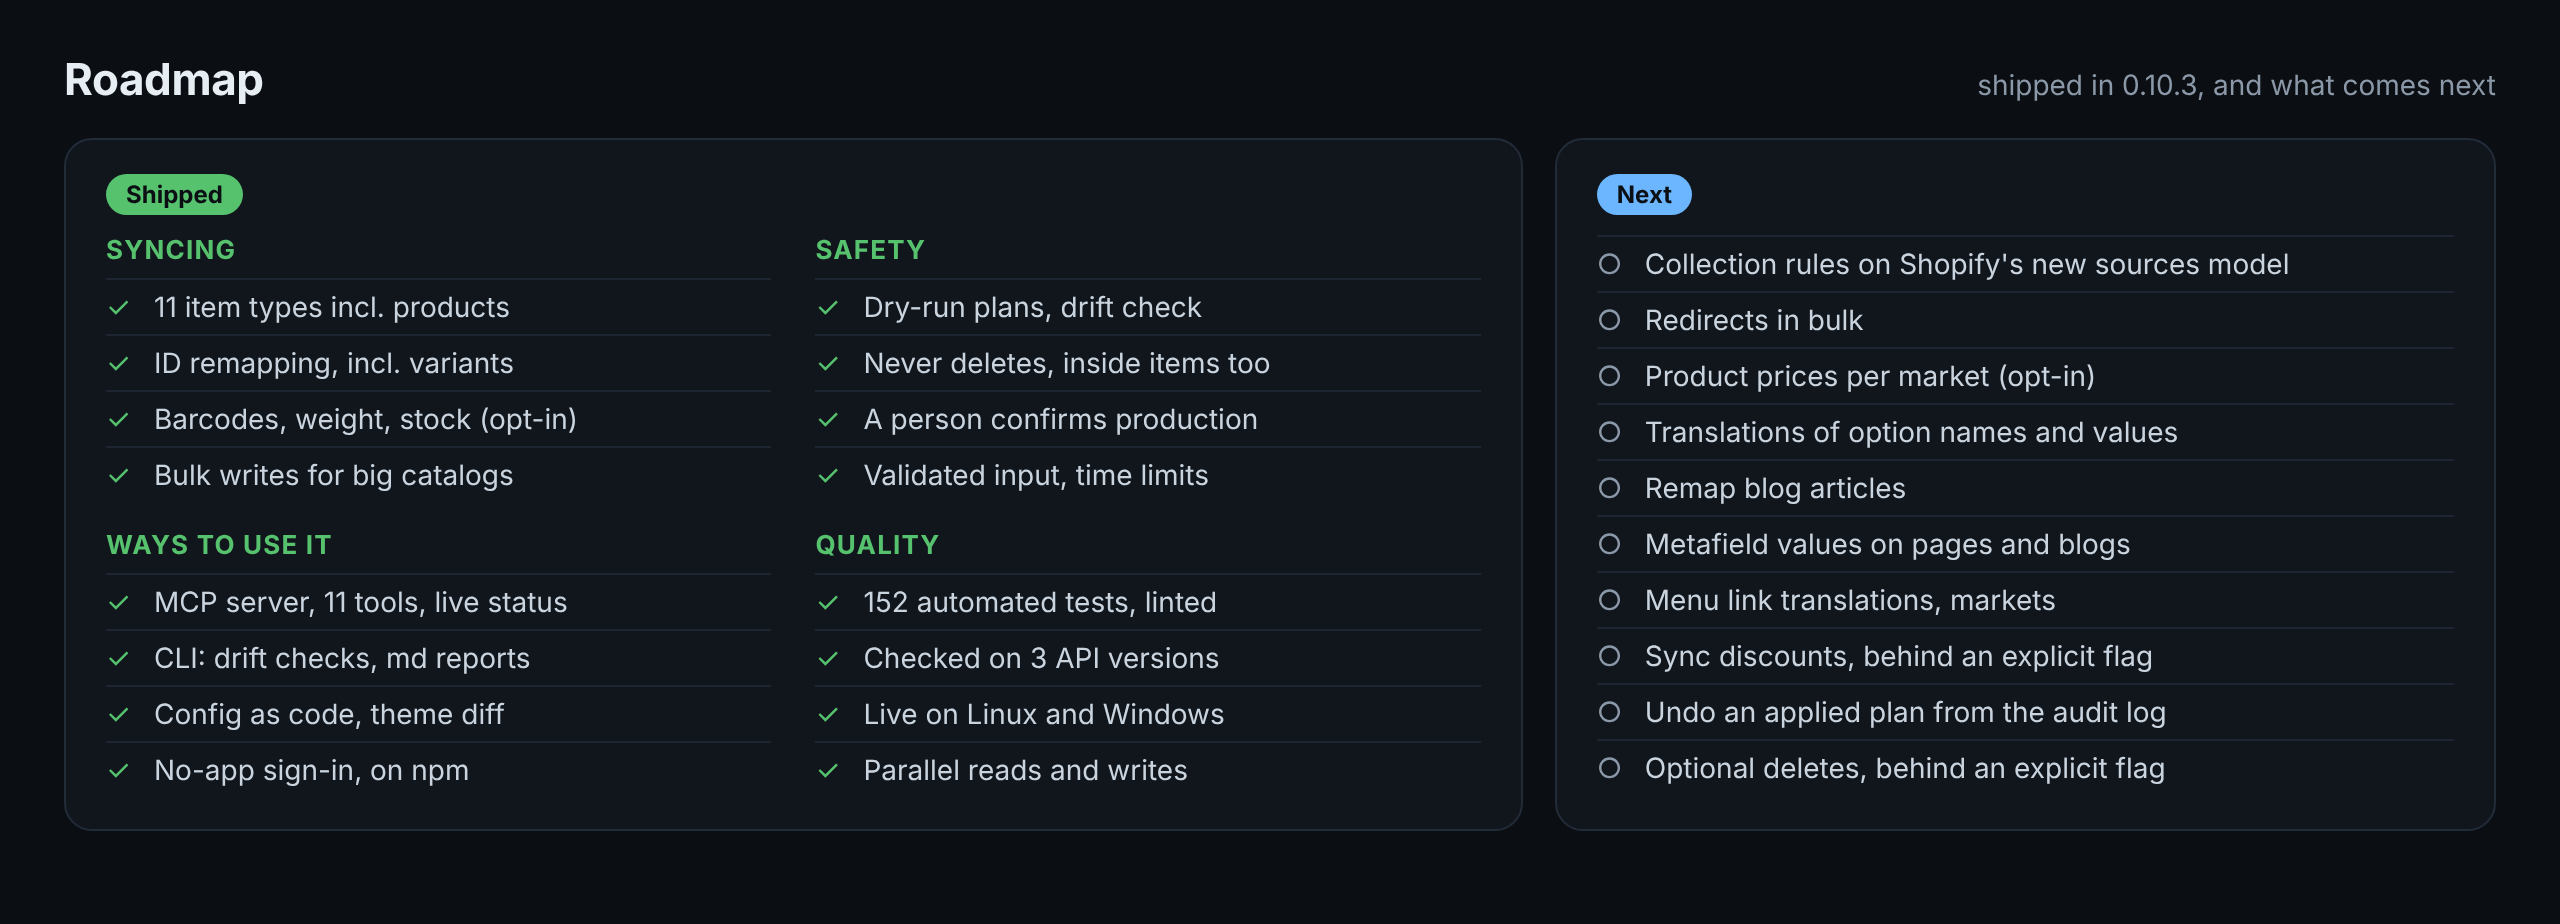 Roadmap
shipped in 0.10.3, and what comes next
Shipped
SYNCING
11 item types incl. products
ID remapping, incl. variants
Barcodes, weight, stock (opt-in)
Bulk writes for big catalogs
SAFETY
Dry-run plans, drift check
Never deletes, inside items too
A person confirms production
Validated input, time limits
WAYS TO USE IT
MCP server, 11 tools, live status
CLI: drift checks, md reports
Config as code, theme diff
No-app sign-in, on npm
QUALITY
152 automated tests, linted
Checked on 3 API versions
Live on Linux and Windows
Parallel reads and writes
Next
Collection rules on Shopify's new sources model
Redirects in bulk
Product prices per market (opt-in)
Translations of option names and values
Remap blog articles
Metafield values on pages and blogs
Menu link translations, markets
Sync discounts, behind an explicit flag
Undo an applied plan from the audit log
Optional deletes, behind an explicit flag